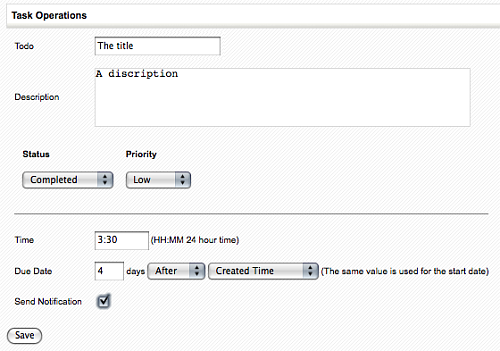 Task Operations
Todo The title
Description A discription
Status Priority
Completed Low
Time 3:30 (HH:MM 24 hour time)
Due Date 4 days After Created Time (The same value is used for the start date)
Send Notification
Save